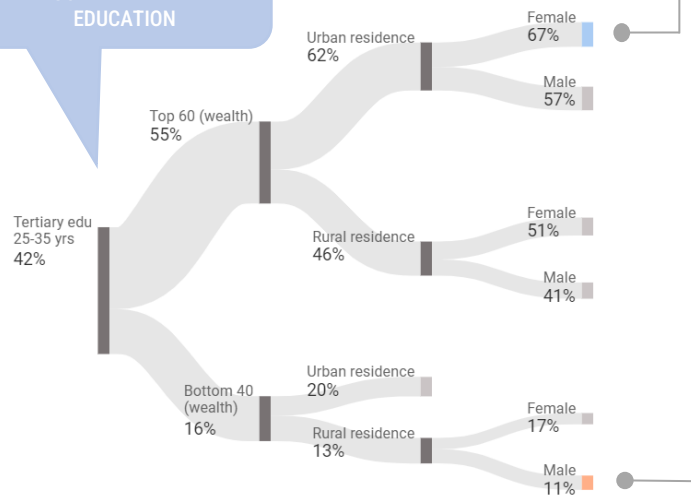 EDUCATION
Tertiary edu
25-35 yrs
42%
Top 60 (wealth)
55%
Urban residence
62%
Female
67%
Male
57%
Rural residence
46%
Female
51%
Male
41%
Bottom 40
(wealth)
16%
Urban residence
20%
Rural residence
13%
Female
17%
Male
11%